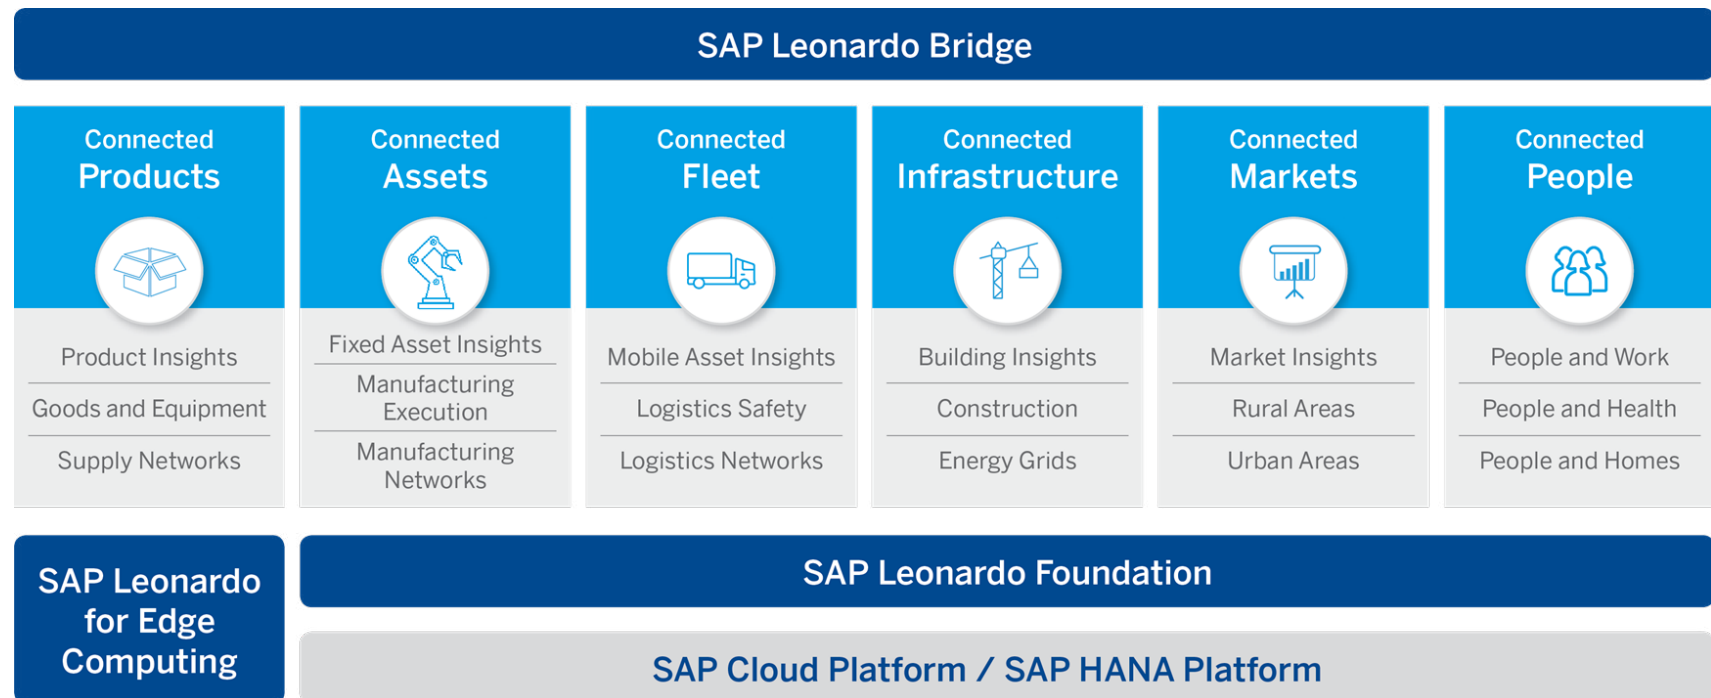 SAP Leonardo Bridge
Connected
Products
Product Insights
Goods and Equipment
Supply Networks
Connected
Assets
Fixed Asset Insights
Manufacturing
Execution
Manufacturing
Networks
Connected
Fleet
Mobile Asset Insights
Logistics Safety
Logistics Networks
Connected
Infrastructure
Building Insights
Construction
Energy Grids
Connected
Markets
Market Insights
Rural Areas
Urban Areas
Connected
People
People and Work
People and Health
People and Homes
SAP Leonardo
for Edge
Computing
SAP Leonardo Foundation
SAP Cloud Platform / SAP HANA Platform